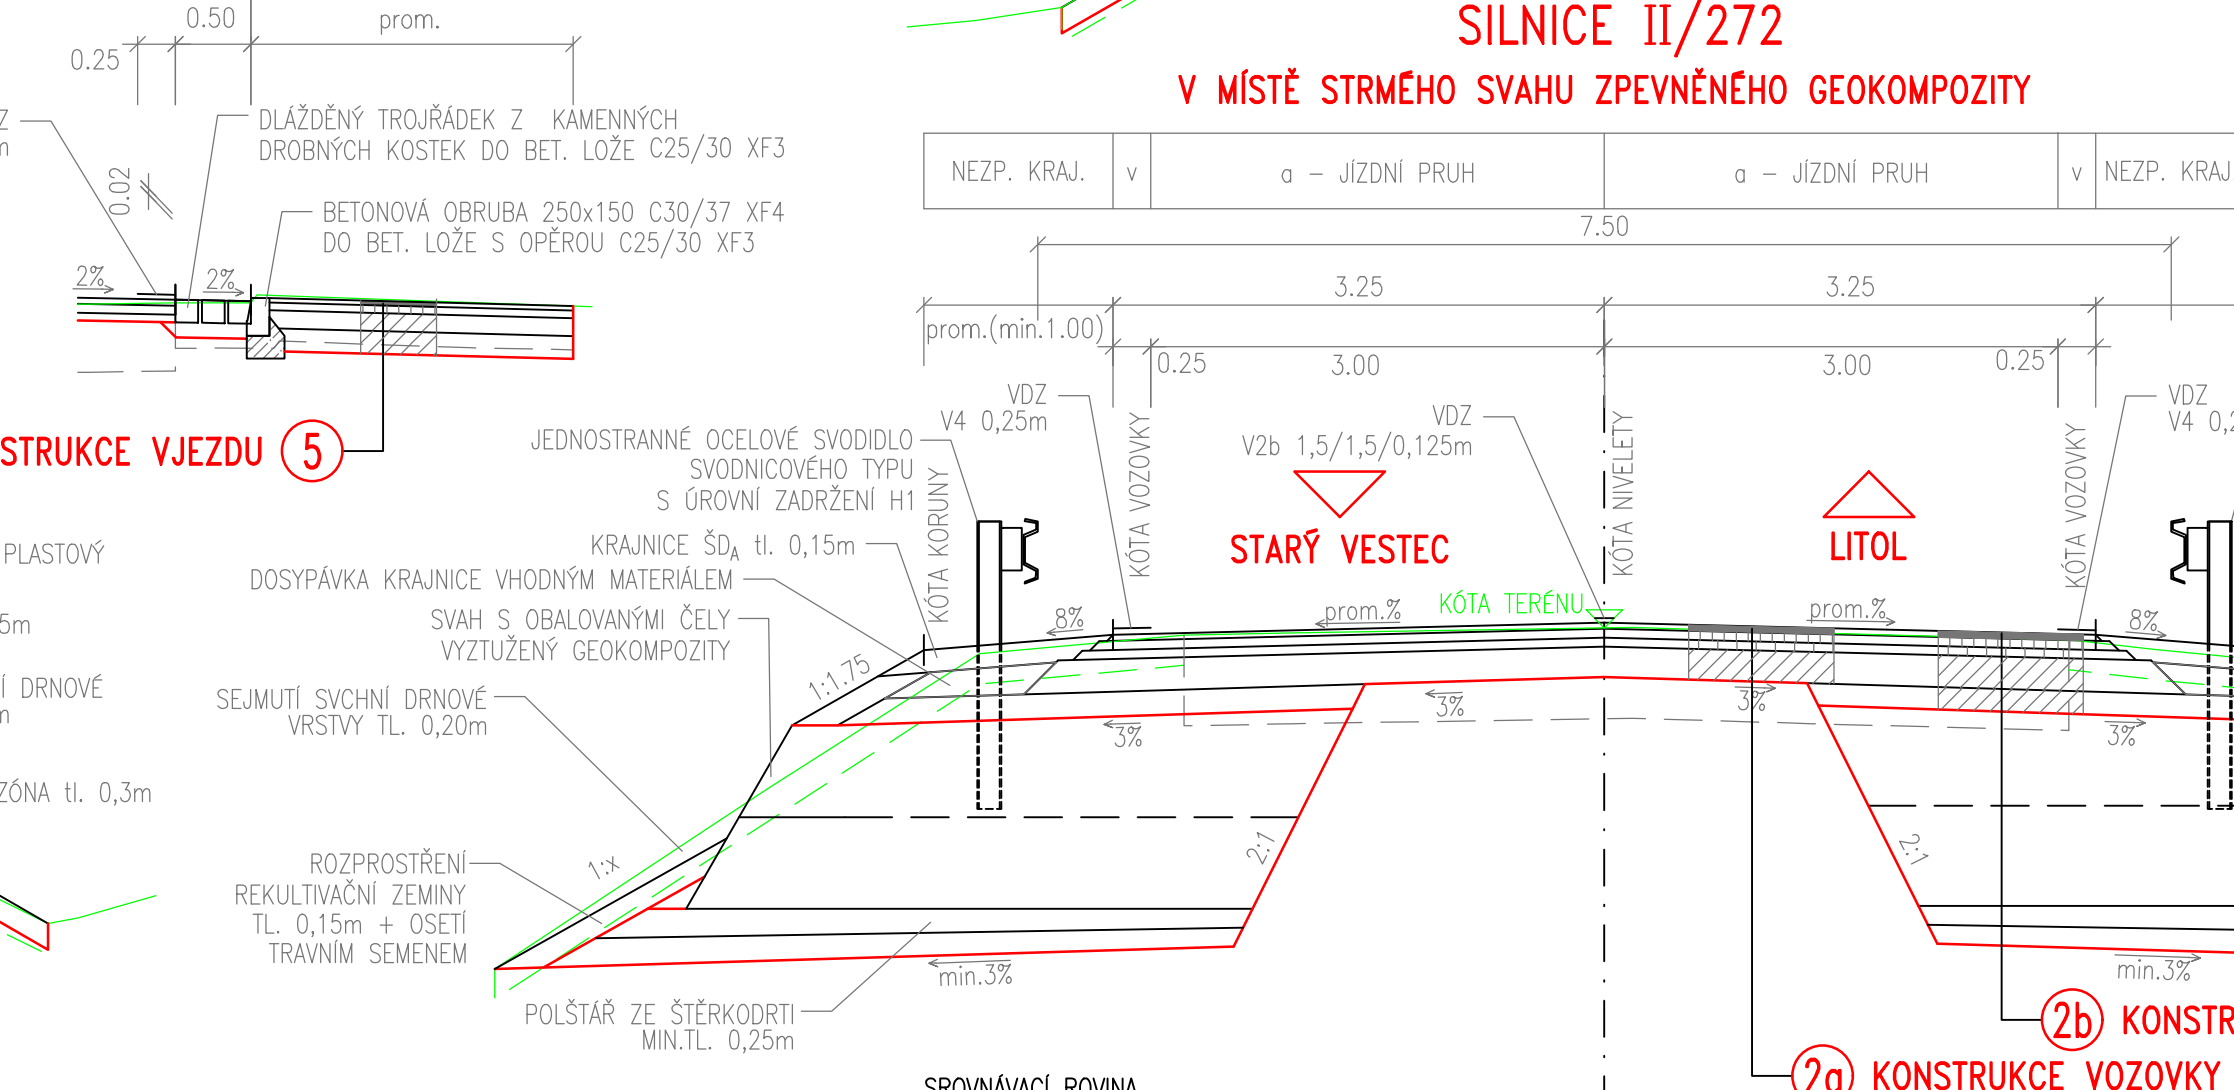 SILNICE II/272
V MÍSTĚ STRMÉHO SVAHU ZPEVNĚNÉHO GEOKOMPOZITY
0.50
prom.
0.25
DLÁŽDĚNÝ TROJŘÁDEK Z KAMENNÝCH
DROBNÝCH KOSTEK DO BET. LOŽE C25/30 XF3
0.02
BETONOVÁ OBRUBA 250x150 C30/37 XF4
DO BET. LOŽE S OPĚROU C25/30 XF3
2%
2%
STRUKCE VJEZDU 5
NEZP. KRAJ.
v
a – JÍZDNÍ PRUH
a – JÍZDNÍ PRUH
v
NEZP. KRAJ
7.50
3.25
3.25
prom.(min.1.00)
0.25
3.00
3.00
0.25
VDZ
V4 0,25m
VDZ
V2b 1,5/1,5/0,125m
VDZ
V4 0,2
JEDNOSTRANNÉ OCELOVÉ SVODIDLO
SVODNICOVÉHO TYPU
S ÚROVNÍ ZADRŽENÍ H1
KÓTA KORUNY
KÓTA VOZOVKY
KÓTA NIVELETY
KÓTA VOZOVKY
STARÝ VESTEC
LITOL
KRAJNICE ŠDA tl. 0,15m
DOSYPÁVKA KRAJNICE VHODNÝM MATERIÁLEM
SVAH S OBALOVANÝMI ČELY
VYZTUŽENÝ GEOKOMPOZITY
SEJMUTÍ SVCHNÍ DRNOVÉ
VRSTVY TL. 0,20m
8%
prom.%
KÓTA TERÉNU
prom.%
8%
1:1.75
3%
3%
3%
3%
PLASTOVÝ
5m
Í DRNOVÉ
ZÓNA tl. 0,3m
1:x
2:1
2:1
ROZPROSTŘENÍ
REKULTIVAČNÍ ZEMINY
TL. 0,15m + OSETÍ
TRAVNÍM SEMENEM
min.3%
min.3%
POLŠTÁŘ ZE ŠTĚRKODRTI
MIN.TL. 0,25m
2b KONSTR
2a KONSTRUKCE VOZOVKY
SROVNÁVACÍ ROVINA